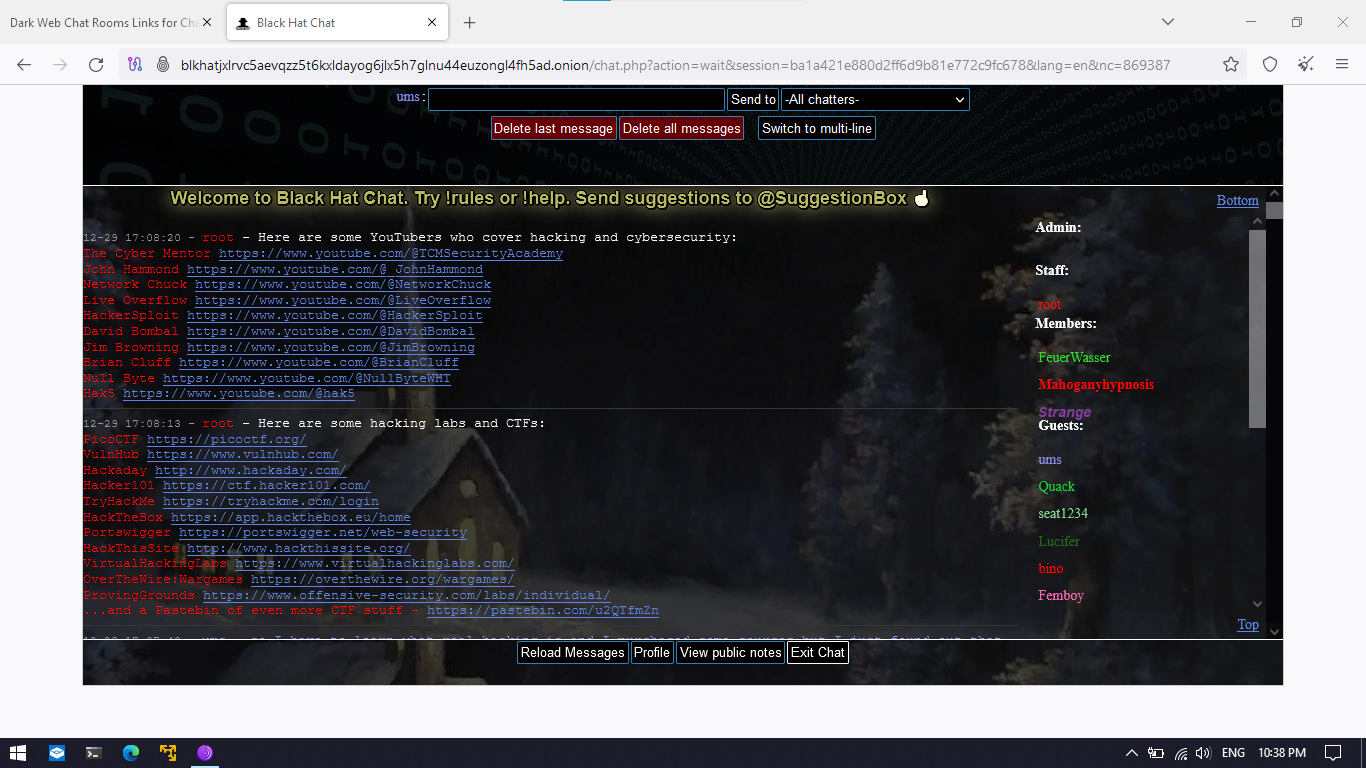 Dark Web Chat Rooms Links for Cha
Black Hat Chat
blkhatjxlrvc5aevqzz5t6kxldayog6jlx5h7glnu44euzongl4fh5ad.onion/chat.php?action=wait&session=ba1a421e880d2ff6d9b81e772c9fc678&lang=en&nc=869387
ums: Send to -All chatters-
Delete last message Delete all messages Switch to multi-line
Welcome to Black Hat Chat. Try !rules or !help. Send suggestions to @SuggestionBox
Bottom
12-29 17:08:20 - root - Here are some YouTubers who cover hacking and cybersecurity:
The Cyber Mentor https://www.youtube.com/@TCMSecurityAcademy
John Hammond https://www.youtube.com/@_JohnHammond
Network Chuck https://www.youtube.com/@NetworkChuck
Live Overflow https://www.youtube.com/@LiveOverflow
HackerSploit https://www.youtube.com/@HackerSploit
David Bombal https://www.youtube.com/@DavidBombal
Jim Browning https://www.youtube.com/@JimBrowning
Brian Cluff https://www.youtube.com/@BrianCluff
Null Byte https://www.youtube.com/@NullByteWHT
Hak5 https://www.youtube.com/@hak5
12-29 17:08:13 - root - Here are some hacking labs and CTFs:
PicoCTF https://picoctf.org/
VulnHub https://www.vulnhub.com/
Hackaday http://www.hackaday.com/
Hacker101 https://ctf.hacker101.com/
TryHackMe https://tryhackme.com/login
HackTheBox https://app.hackthebox.eu/home
Portswigger https://portswigger.net/web-security
HackThisSite http://www.hackthissite.org/
VirtualHackingLabs https://www.virtualhackinglabs.com/
OverTheWire:Wargames https://overthewire.org/wargames/
ProvingGrounds https://www.offensive-security.com/labs/individual/
...and a Pastebin of even more CTF stuff - https://pastebin.com/u2QTfmZn
Admin:
Staff:
root
Members:
FeuerWasser
Mahoganyhypnosis
Strange
Guests:
ums
Quack
seat1234
Lucifer
bino
Femboy
Top
Reload Messages Profile View public notes Exit Chat
ENG 10:38 PM